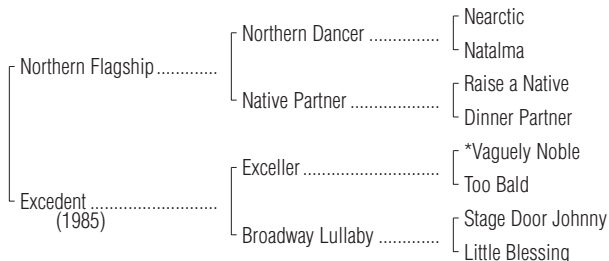 Northern Flagship.............
Northern Dancer ...............
Nearctic
Natalma
Native Partner ...................
Raise a Native
Dinner Partner
Excedent ...........................
(1985)
Exceller .............................
*Vaguely Noble
Too Bald
Broadway Lullaby .............
Stage Door Johnny
Little Blessing